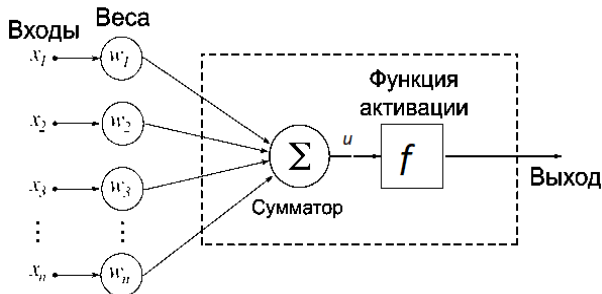 Входы
Веса
x1
w1
x2
w2
x3
w3
xn
wn
Σ
Сумматор
u
Функция
активации
f
Выход